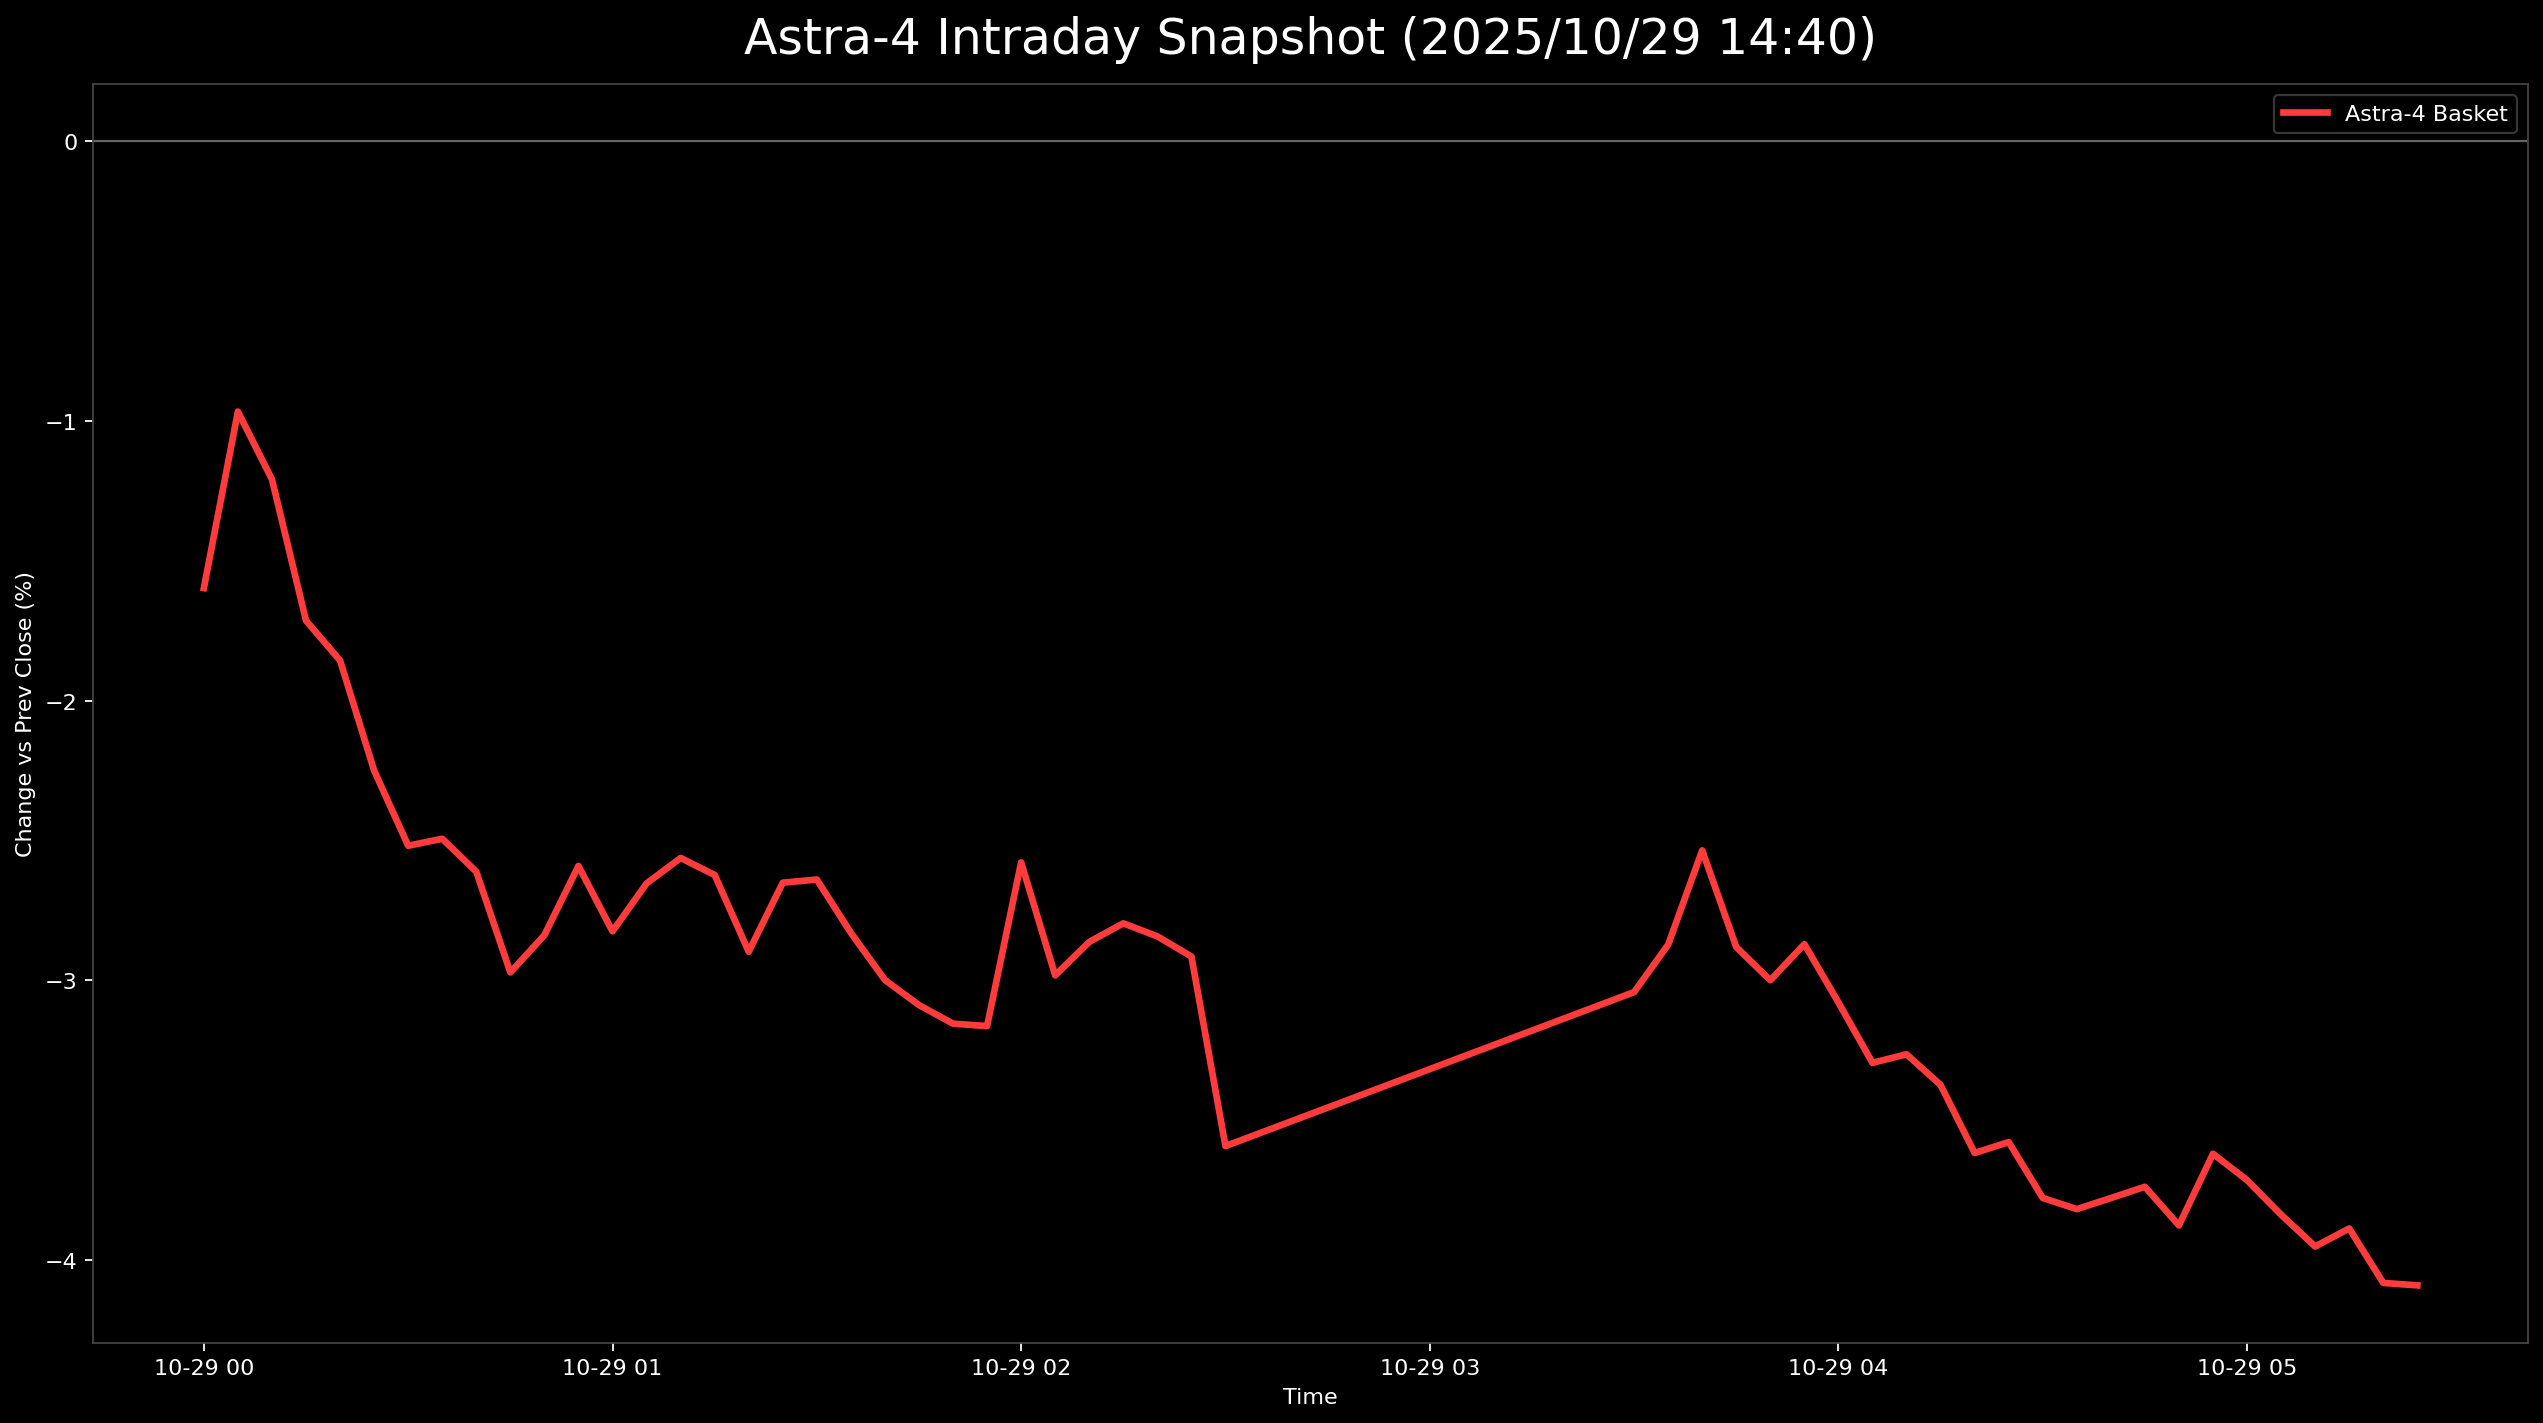 Astra-4 Intraday Snapshot (2025/10/29 14:40)
Astra-4 Basket
Change vs Prev Close (%)
0
−1
−2
−3
−4
10-29 00
10-29 01
10-29 02
10-29 03
10-29 04
10-29 05
Time